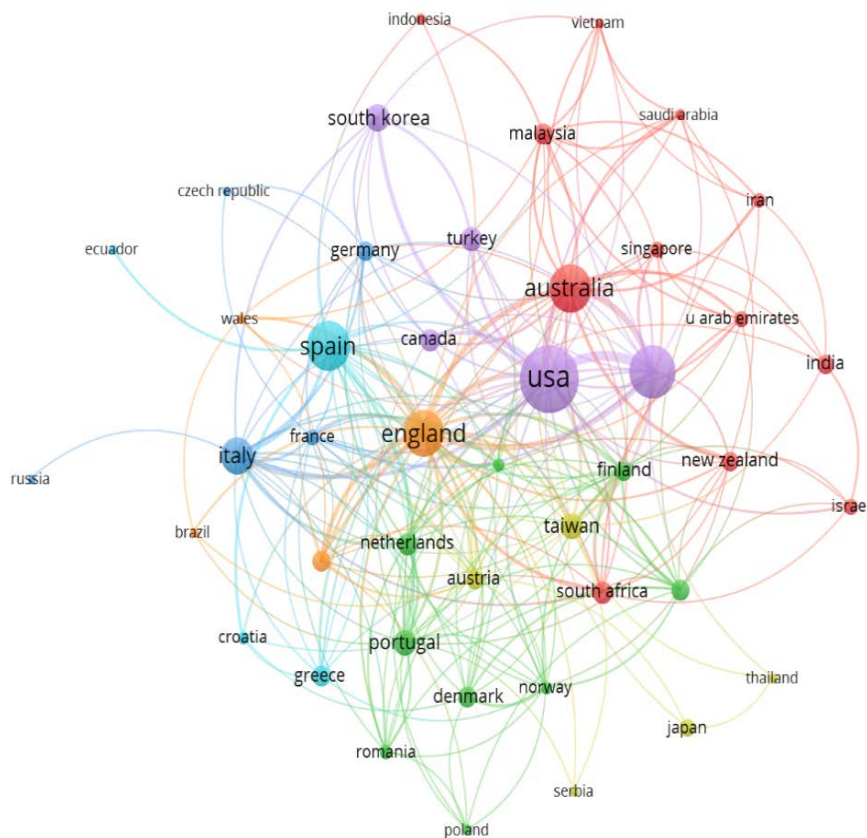 indonesia
vietnam
saudi arabia
south korea
malaysia
czech republic
iran
ecuador
germany
turkey
singapore
australia
wales
u arab emirates
spain
canada
india
usa
england
france
italy
finland
new zealand
russia
israe
brazil
taiwan
netherlands
austria
south africa
croatia
portugal
greece
thailand
denmark
norway
japan
romania
serbia
poland